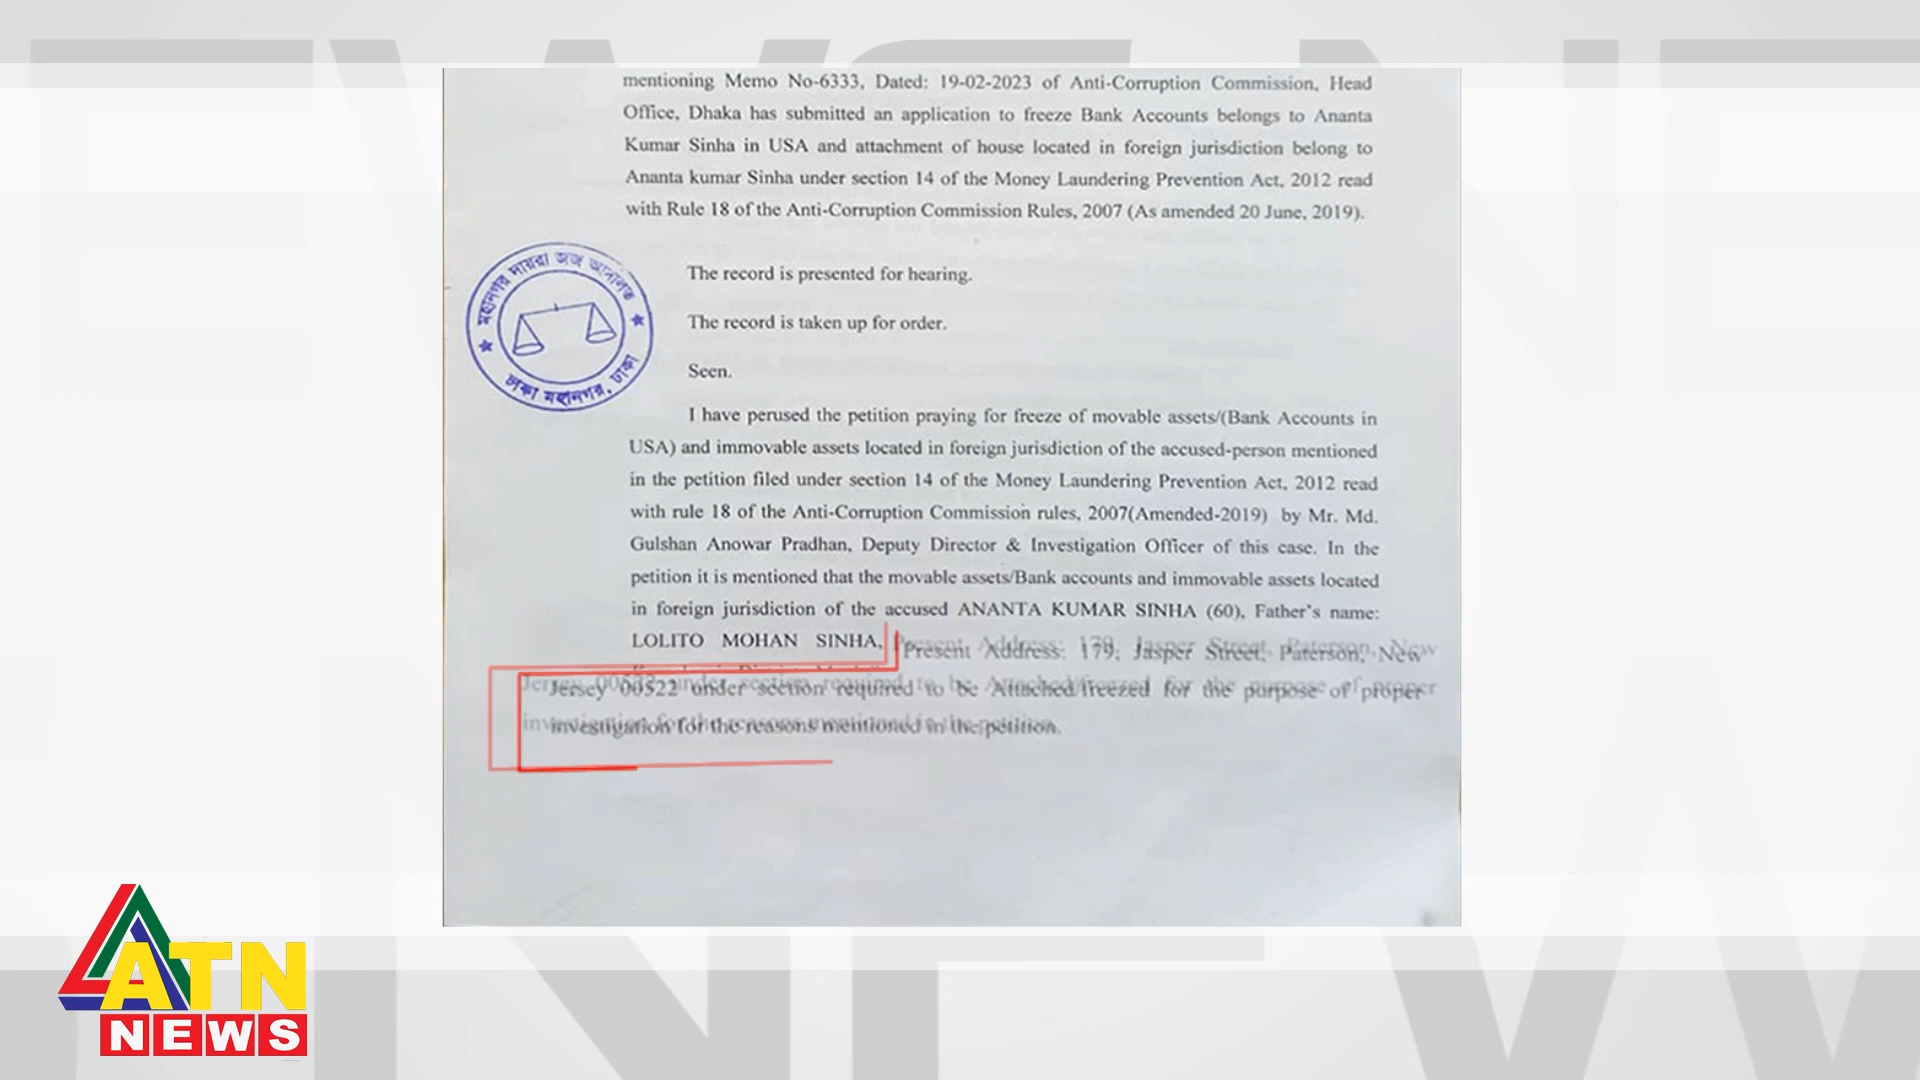 mentioning Memo No-6333, Dated: 19-02-2023 of Anti-Corruption Commission, Head
Office, Dhaka has submitted an application to freeze Bank Accounts belongs to Ananta
Kumar Sinha in USA and attachment of house located in foreign jurisdiction belong to
Ananta kumar Sinha under section 14 of the Money Laundering Prevention Act, 2012 read
with Rule 18 of the Anti-Corruption Commission Rules, 2007 (As amended 20 June, 2019).
মহানগর দায়রা জজ আদালত
ঢাকা মহানগর, ঢাকা
The record is presented for hearing.
The record is taken up for order.
Seen.
I have perused the petition praying for freeze of movable assets/(Bank Accounts in
USA) and immovable assets located in foreign jurisdiction of the accused-person mentioned
in the petition filed under section 14 of the Money Laundering Prevention Act, 2012 read
with rule 18 of the Anti-Corruption Commission rules, 2007(Amended-2019) by Mr. Md.
Gulshan Anowar Pradhan, Deputy Director & Investigation Officer of this case. In the
petition it is mentioned that the movable assets/Bank accounts and immovable assets located
in foreign jurisdiction of the accused ANANTA KUMAR SINHA (60), Father's name:
LOLITO MOHAN SINHA, Present Address: 179, Jasper Street, Paterson, New
Jersey 00522 under section required to be Attached/freezed for the purpose of proper
investigation for the reasons mentioned in the petition.
ATN
NEWS